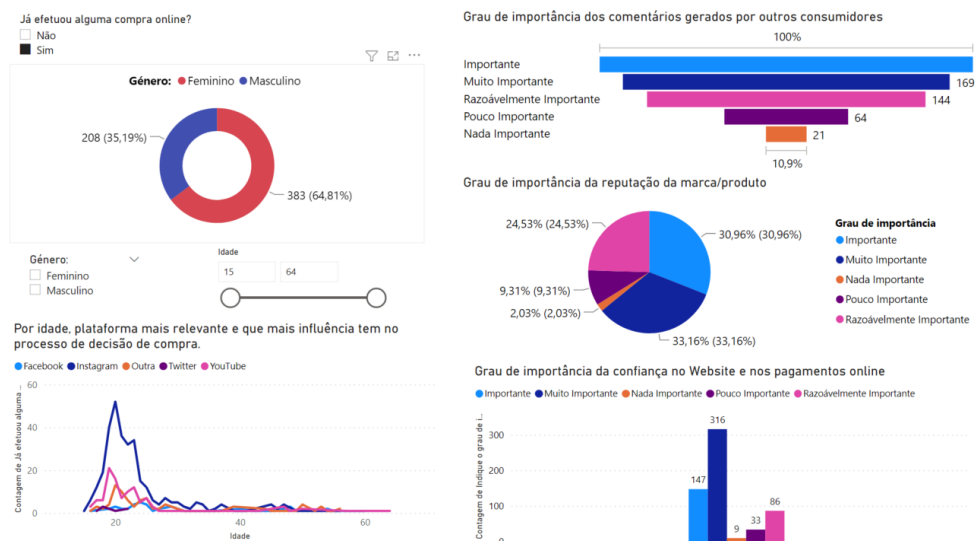 Já efetuou alguma compra online?
Não
Sim
Género: Feminino Masculino
208 (35,19%)
383 (64,81%)
Género:
Feminino
Masculino
Idade
15 64
Por idade, plataforma mais relevante e que mais influência tem no
processo de decisão de compra.
Facebook Instagram Outra Twitter YouTube
Contagem de Já efetuou alguma ...
60
40
20
0
20 40 60
Idade
Grau de importância dos comentários gerados por outros consumidores
100%
Importante
Muito Importante 169
Razoávelmente Importante 144
Pouco Importante 64
Nada Importante 21
10,9%
Grau de importância da reputação da marca/produto
24,53% (24,53%)
30,96% (30,96%)
9,31% (9,31%)
2,03% (2,03%)
33,16% (33,16%)
Grau de importância
Importante
Muito Importante
Nada Importante
Pouco Importante
Razoávelmente Importante
Grau de importância da confiança no Website e nos pagamentos online
Importante Muito Importante Nada Importante Pouco Importante Razoávelmente Importante
Contagem de Indique o grau de i...
300
200
100
316
147
9
33
86